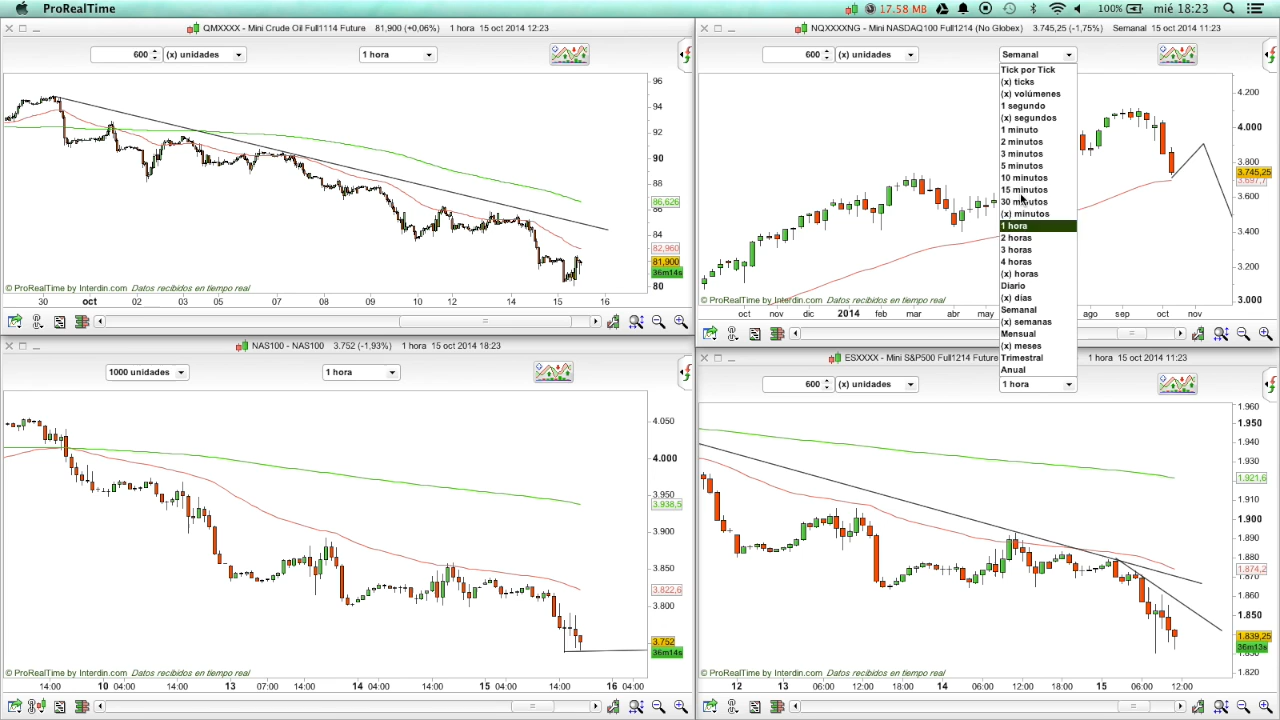 ProRealTime
17.58 MB
100%
mié 18:23
QMXXXX - Mini Crude Oil Full1114 Future 81,900 (+0,06%) 1 hora 15 oct 2014 12:23
600 (x) unidades
1 hora
96
94
92
90
88
86,626
86
84
82,960
81,900
36m14s
80
© ProRealTime by Interdin.com Datos recibidos en tiempo real
30 oct 02 03 05 07 08 09 10 12 14 15 16
NQXXXXNG - Mini NASDAQ100 Full1214 (No Globex) 3.745,25 (-1,75%) Semanal 15 oct 2014 11:23
600 (x) unidades
Semanal
Tick por Tick
(x) ticks
(x) volúmenes
1 segundo
(x) segundos
1 minuto
2 minutos
3 minutos
5 minutos
10 minutos
15 minutos
30 minutos
(x) minutos
1 hora
2 horas
3 horas
4 horas
(x) horas
Diario
(x) días
Semanal
(x) semanas
Mensual
(x) meses
Trimestral
Anual
4.200
4.000
3.800
3.745,25
3.697,7
3.600
3.400
3.200
3.000
© ProRealTime by Interdin.com Datos recibidos en tiempo real
oct nov dic 2014 feb mar abr may ago sep oct nov
NAS100 - NAS100 3.752 (-1,93%) 1 hora 15 oct 2014 18:23
1000 unidades
1 hora
4.050
4.000
3.950
3.938,5
3.900
3.850
3.822,6
3.800
3.752
36m14s
© ProRealTime by Interdin.com Datos recibidos en tiempo real
14:00 10 04:00 14:00 13 07:00 14:00 14 04:00 14:00 15 04:00 14:00 16 04:00
ESXXXX - Mini S&P500 Full1214 Future
1 hora 15 oct 2014 11:23
600 (x) unidades
1 hora
1.960
1.950
1.940
1.930
1.921,6
1.910
1.900
1.890
1.880
1.874,2
1.870
1.860
1.850
1.839,25
36m13s
1.830
1.820
© ProRealTime by Interdin.com Datos recibidos en tiempo real
12 13 06:00 12:00 18:00 14 06:00 12:00 18:00 15 06:00 12:00